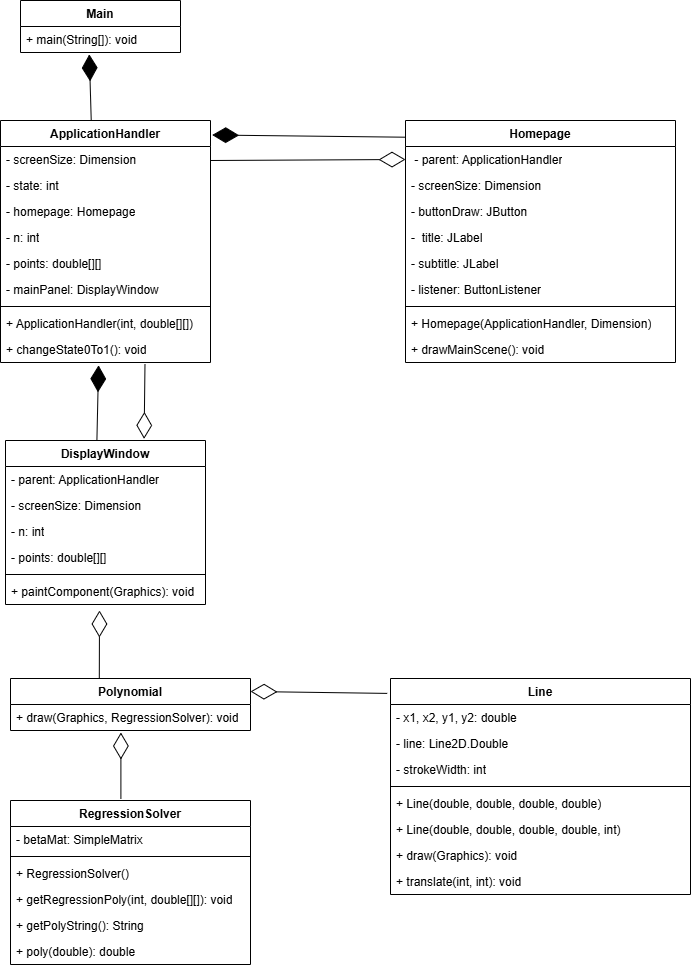 Main
+ main(String[]): void
ApplicationHandler
- screenSize: Dimension
- state: int
- homepage: Homepage
- n: int
- points: double[][]
- mainPanel: DisplayWindow
+ ApplicationHandler(int, double[][])
+ changeState0To1(): void
Homepage
- parent: ApplicationHandler
- screenSize: Dimension
- buttonDraw: JButton
- title: JLabel
- subtitle: JLabel
- listener: ButtonListener
+ Homepage(ApplicationHandler, Dimension)
+ drawMainScene(): void
DisplayWindow
- parent: ApplicationHandler
- screenSize: Dimension
- n: int
- points: double[][]
+ paintComponent(Graphics): void
Polynomial
+ draw(Graphics, RegressionSolver): void
Line
- x1, x2, y1, y2: double
- line: Line2D.Double
- strokeWidth: int
+ Line(double, double, double, double)
+ Line(double, double, double, double, int)
+ draw(Graphics): void
+ translate(int, int): void
RegressionSolver
- betaMat: SimpleMatrix
+ RegressionSolver()
+ getRegressionPoly(int, double[][]): void
+ getPolyString(): String
+ poly(double): double